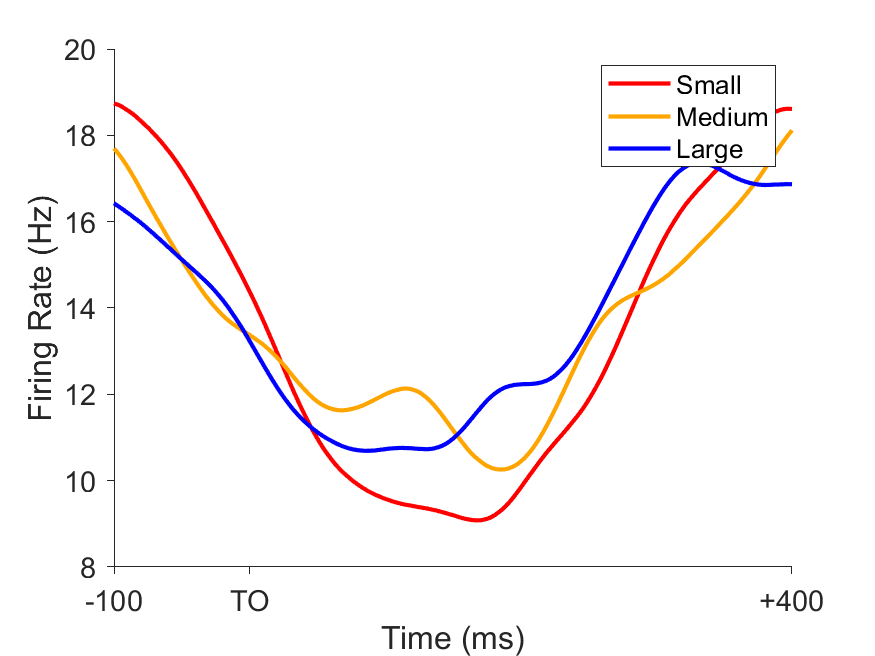 20
18
16
14
12
10
8
Firing Rate (Hz)
Small
Medium
Large
-100
TO
+400
Time (ms)